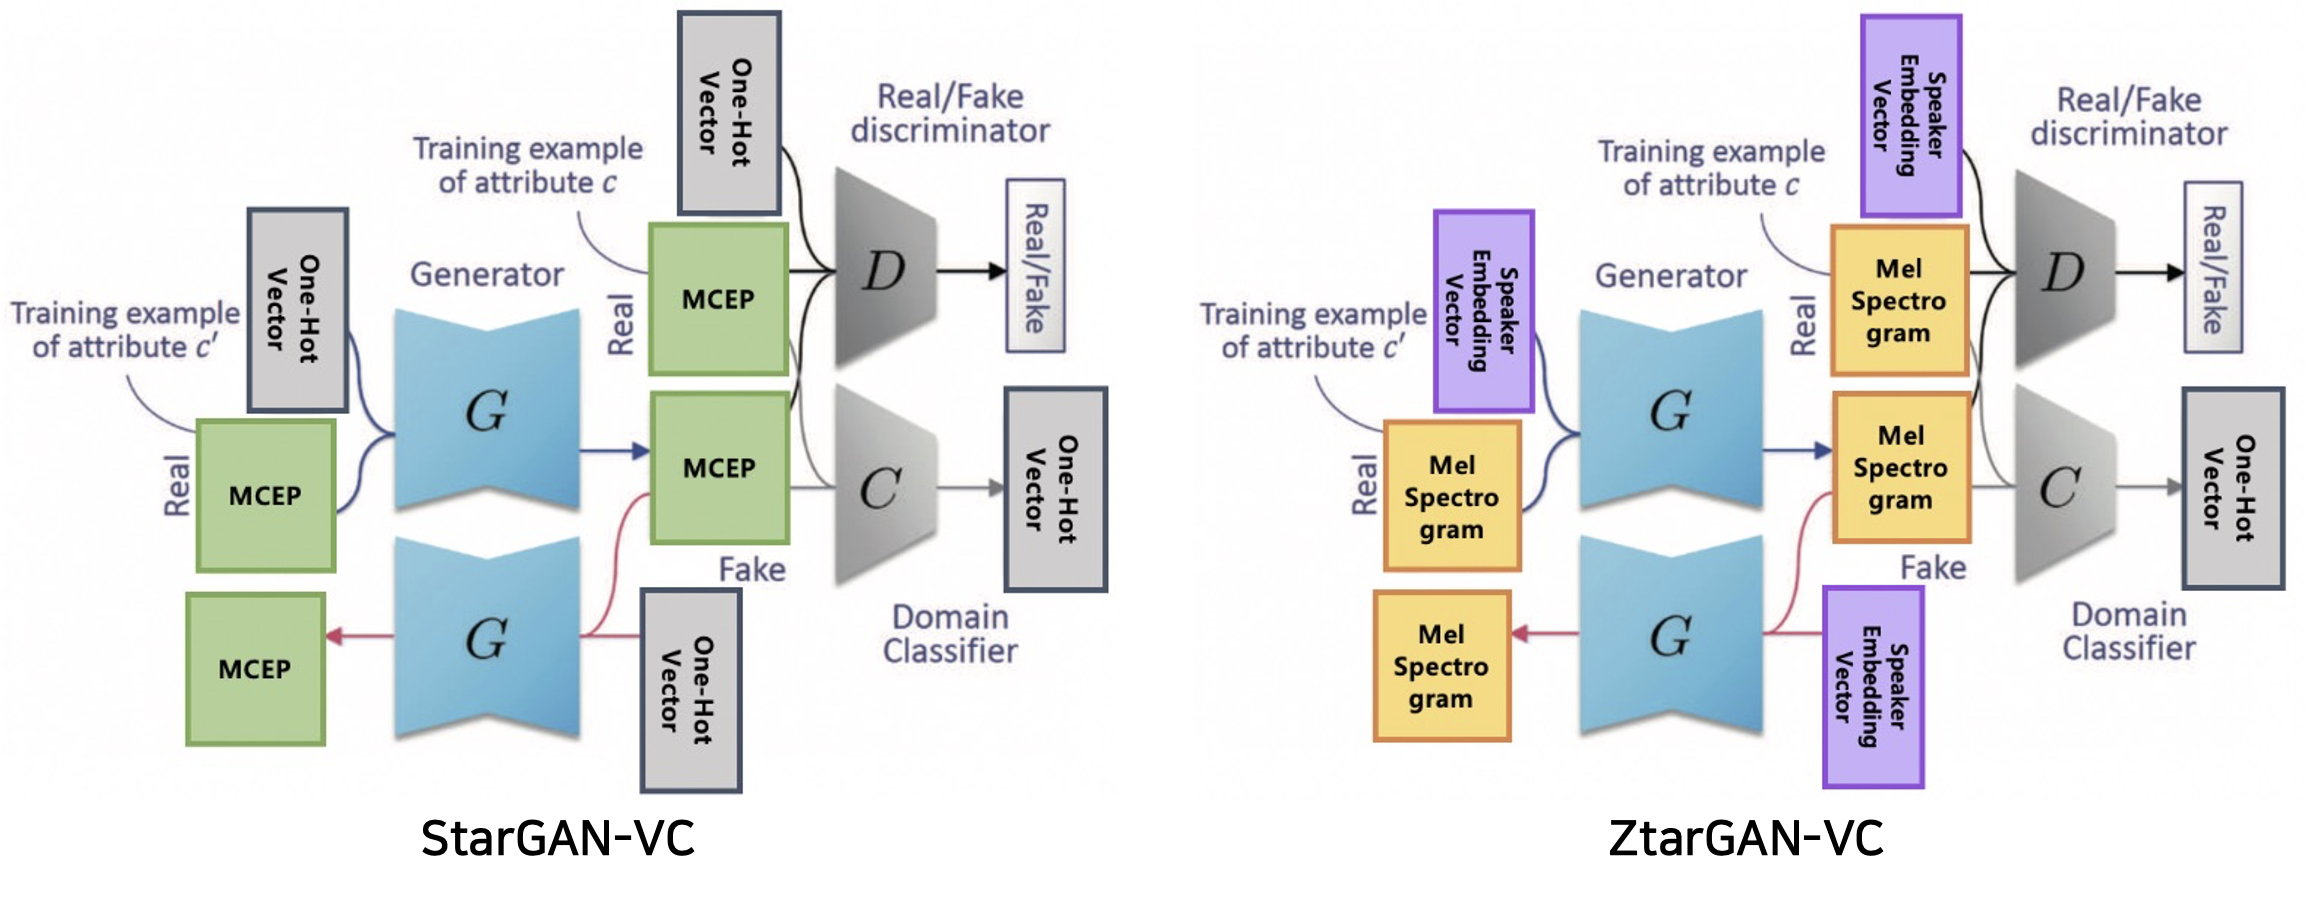 One-Hot
Vector
Real/Fake
discriminator
Training example
of attribute c
Real/Fake
D
MCEP
Real
One-Hot
Vector
Generator
Training example
of attribute c′
G
MCEP
Real
MCEP
C
One-Hot
Vector
Fake
Domain
Classifier
G
MCEP
One-Hot
Vector
StarGAN-VC
Speaker
Embedding
Vector
Real/Fake
discriminator
Training example
of attribute c
Real/Fake
D
Mel
Spectro
gram
Real
Speaker
Embedding
Vector
Generator
Training example
of attribute c′
G
Mel
Spectro
gram
Real
Mel
Spectro
gram
C
One-Hot
Vector
Fake
Domain
Classifier
G
Mel
Spectro
gram
Speaker
Embedding
Vector
ZtarGAN-VC